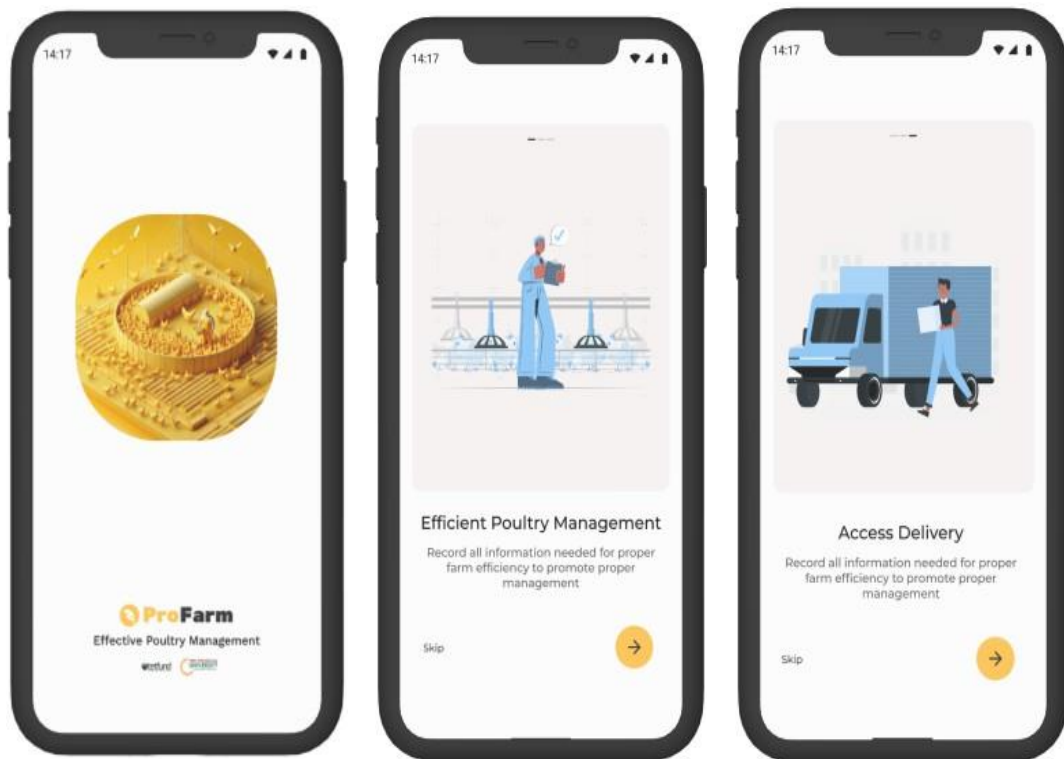 14:17
ProFarm
Effective Poultry Management
tetfund
14:17
Efficient Poultry Management
Record all information needed for proper
farm efficiency to promote proper
management
Skip
14:17
Access Delivery
Record all information needed for proper
farm efficiency to promote proper
management
Skip